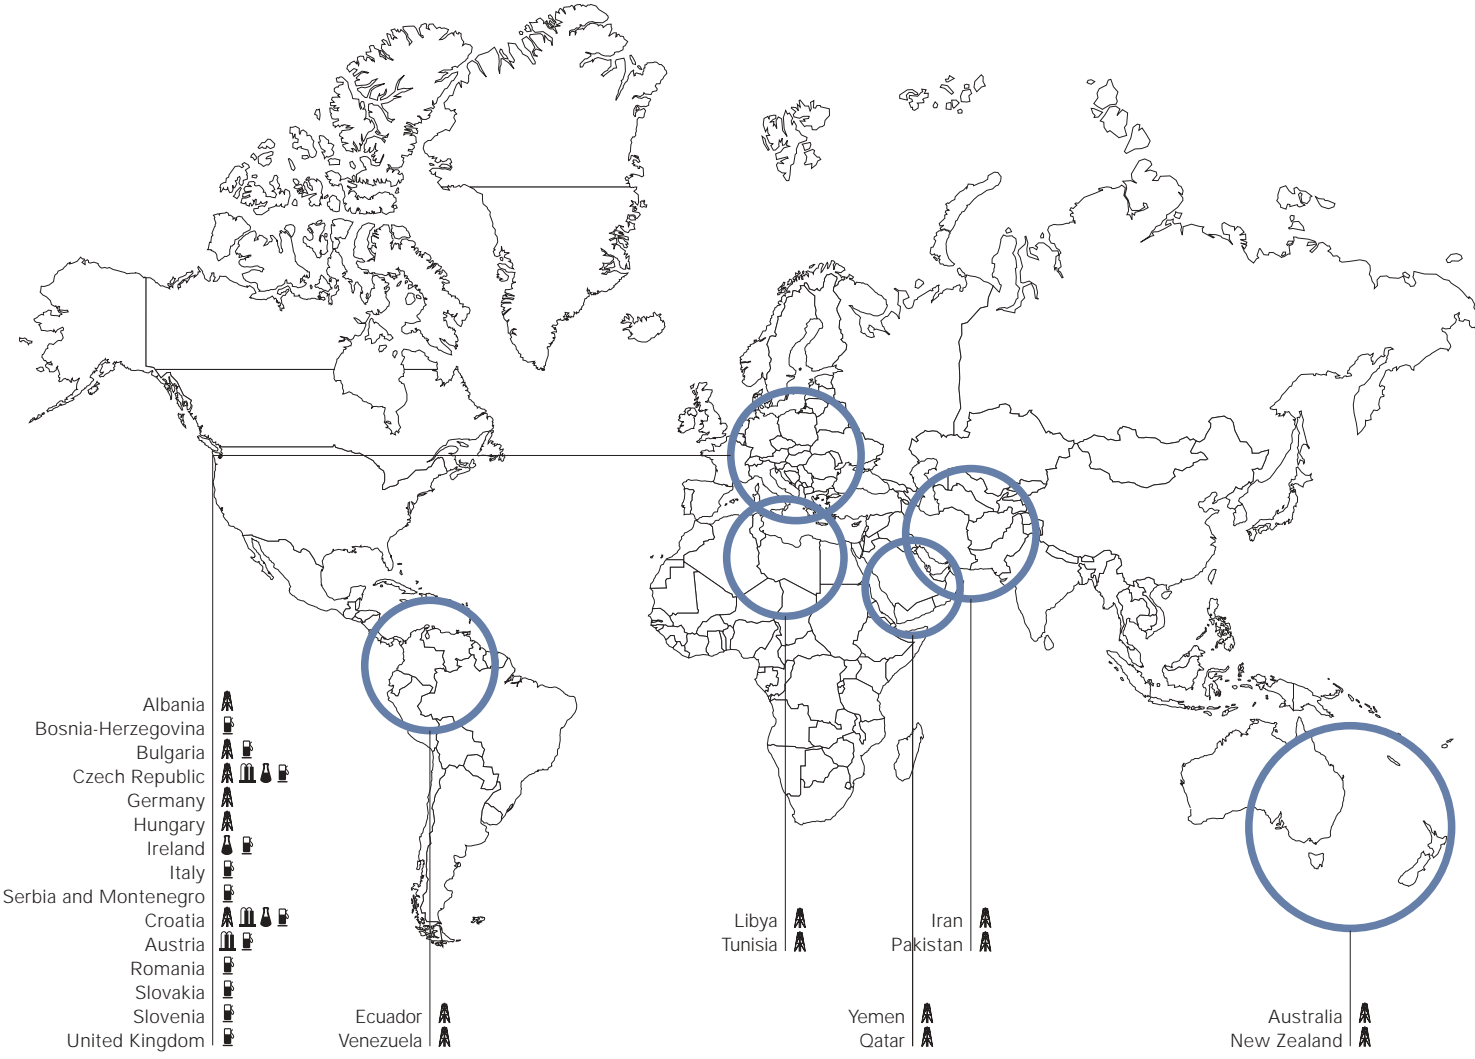 Albania
Bosnia-Herzegovina
Bulgaria
Czech Republic
Germany
Hungary
Ireland
Italy
Serbia and Montenegro
Croatia
Austria
Romania
Slovakia
Slovenia
United Kingdom
Ecuador
Venezuela
Libya
Tunisia
Iran
Pakistan
Yemen
Qatar
Australia
New Zealand